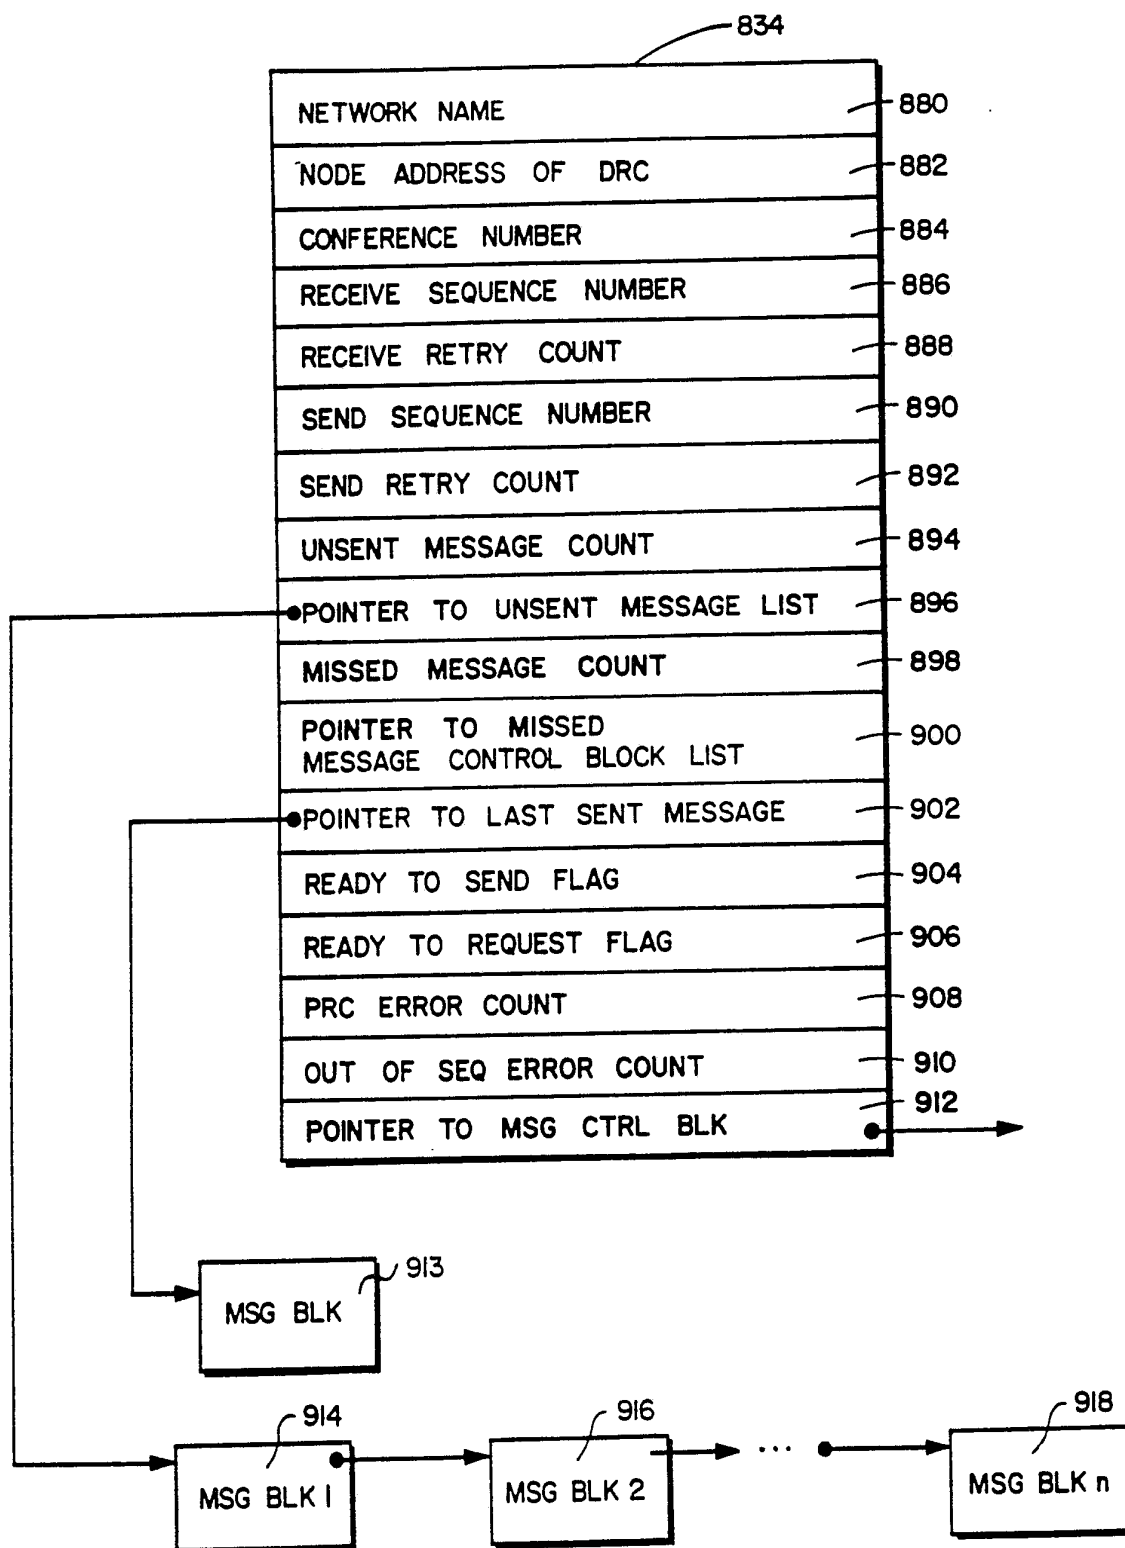 834
NETWORK NAME 880
NODE ADDRESS OF DRC 882
CONFERENCE NUMBER 884
RECEIVE SEQUENCE NUMBER 886
RECEIVE RETRY COUNT 888
SEND SEQUENCE NUMBER 890
SEND RETRY COUNT 892
UNSENT MESSAGE COUNT 894
POINTER TO UNSENT MESSAGE LIST 896
MISSED MESSAGE COUNT 898
POINTER TO MISSED
MESSAGE CONTROL BLOCK LIST 900
POINTER TO LAST SENT MESSAGE 902
READY TO SEND FLAG 904
READY TO REQUEST FLAG 906
PRC ERROR COUNT 908
OUT OF SEQ ERROR COUNT 910
POINTER TO MSG CTRL BLK 912
913
MSG BLK
914 916 918
MSG BLK 1 MSG BLK 2 ... MSG BLK n